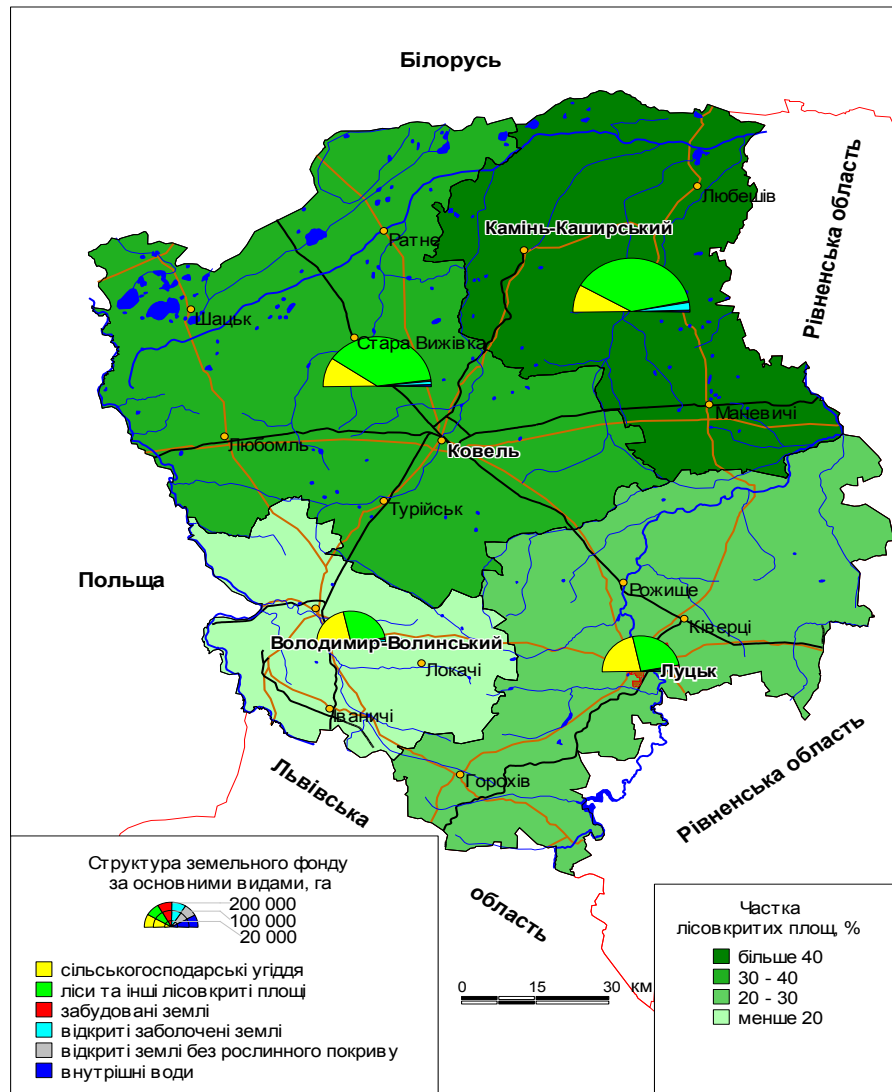 Білорусь
Рівненська область
Любешів
Камінь-Каширський
Ратне
Шацьк
Стара Вижівка
Маневичі
Любомль
Ковель
Турійськ
Польща
Рожище
Ківерці
Володимир-Волинський
Локачі
Луцьк
Іваничі
Горохів
Львівська
область
Рівненська область
Структура земельного фонду
за основними видами, га
200 000
100 000
20 000
сільськогосподарські угіддя
ліси та інші лісовкриті площі
забудовані землі
відкриті заболочені землі
відкриті землі без рослинного покриву
внутрішні води
0 15 30 км
Частка
лісовкритих площ, %
більше 40
30 - 40
20 - 30
менше 20